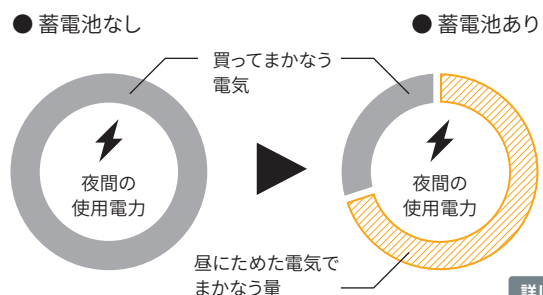 ● 蓄電池なし
● 蓄電池あり
買ってまかなう
電気
夜間の
使用電力
夜間の
使用電力
昼にためた電気で
まかなう量